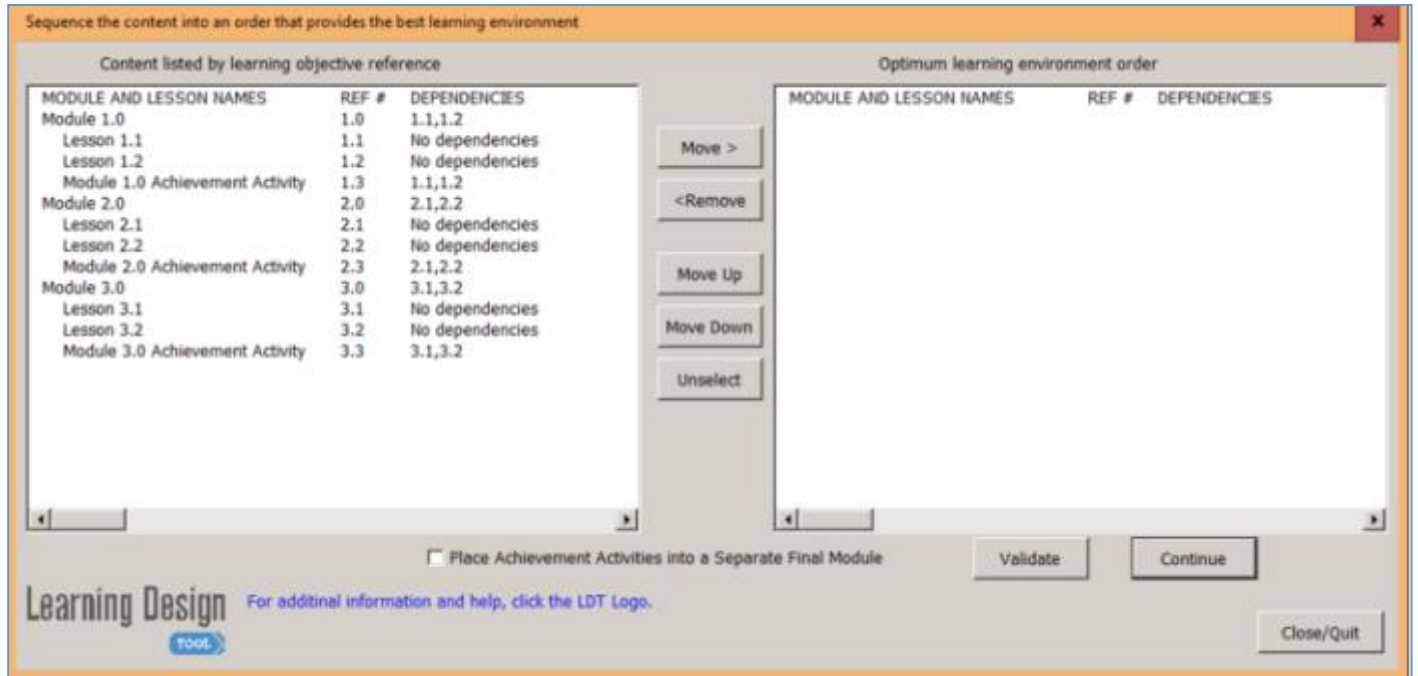 Sequence the content into an order that provides the best learning environment
x
Content listed by learning objective reference
MODULE AND LESSON NAMES REF # DEPENDENCIES
Module 1.0 1.0 1.1,1.2
Lesson 1.1 1.1 No dependencies
Lesson 1.2 1.2 No dependencies
Module 1.0 Achievement Activity 1.3 1.1,1.2
Module 2.0 2.0 2.1,2.2
Lesson 2.1 2.1 No dependencies
Lesson 2.2 2.2 No dependencies
Module 2.0 Achievement Activity 2.3 2.1,2.2
Module 3.0 3.0 3.1,3.2
Lesson 3.1 3.1 No dependencies
Lesson 3.2 3.2 No dependencies
Module 3.0 Achievement Activity 3.3 3.1,3.2
Move >
<Remove
Move Up
Move Down
Unselect
Optimum learning environment order
MODULE AND LESSON NAMES REF # DEPENDENCIES
Place Achievement Activities into a Separate Final Module
Validate
Continue
Learning Design
TOOL
For additinal information and help, click the LDT Logo.
Close/Quit